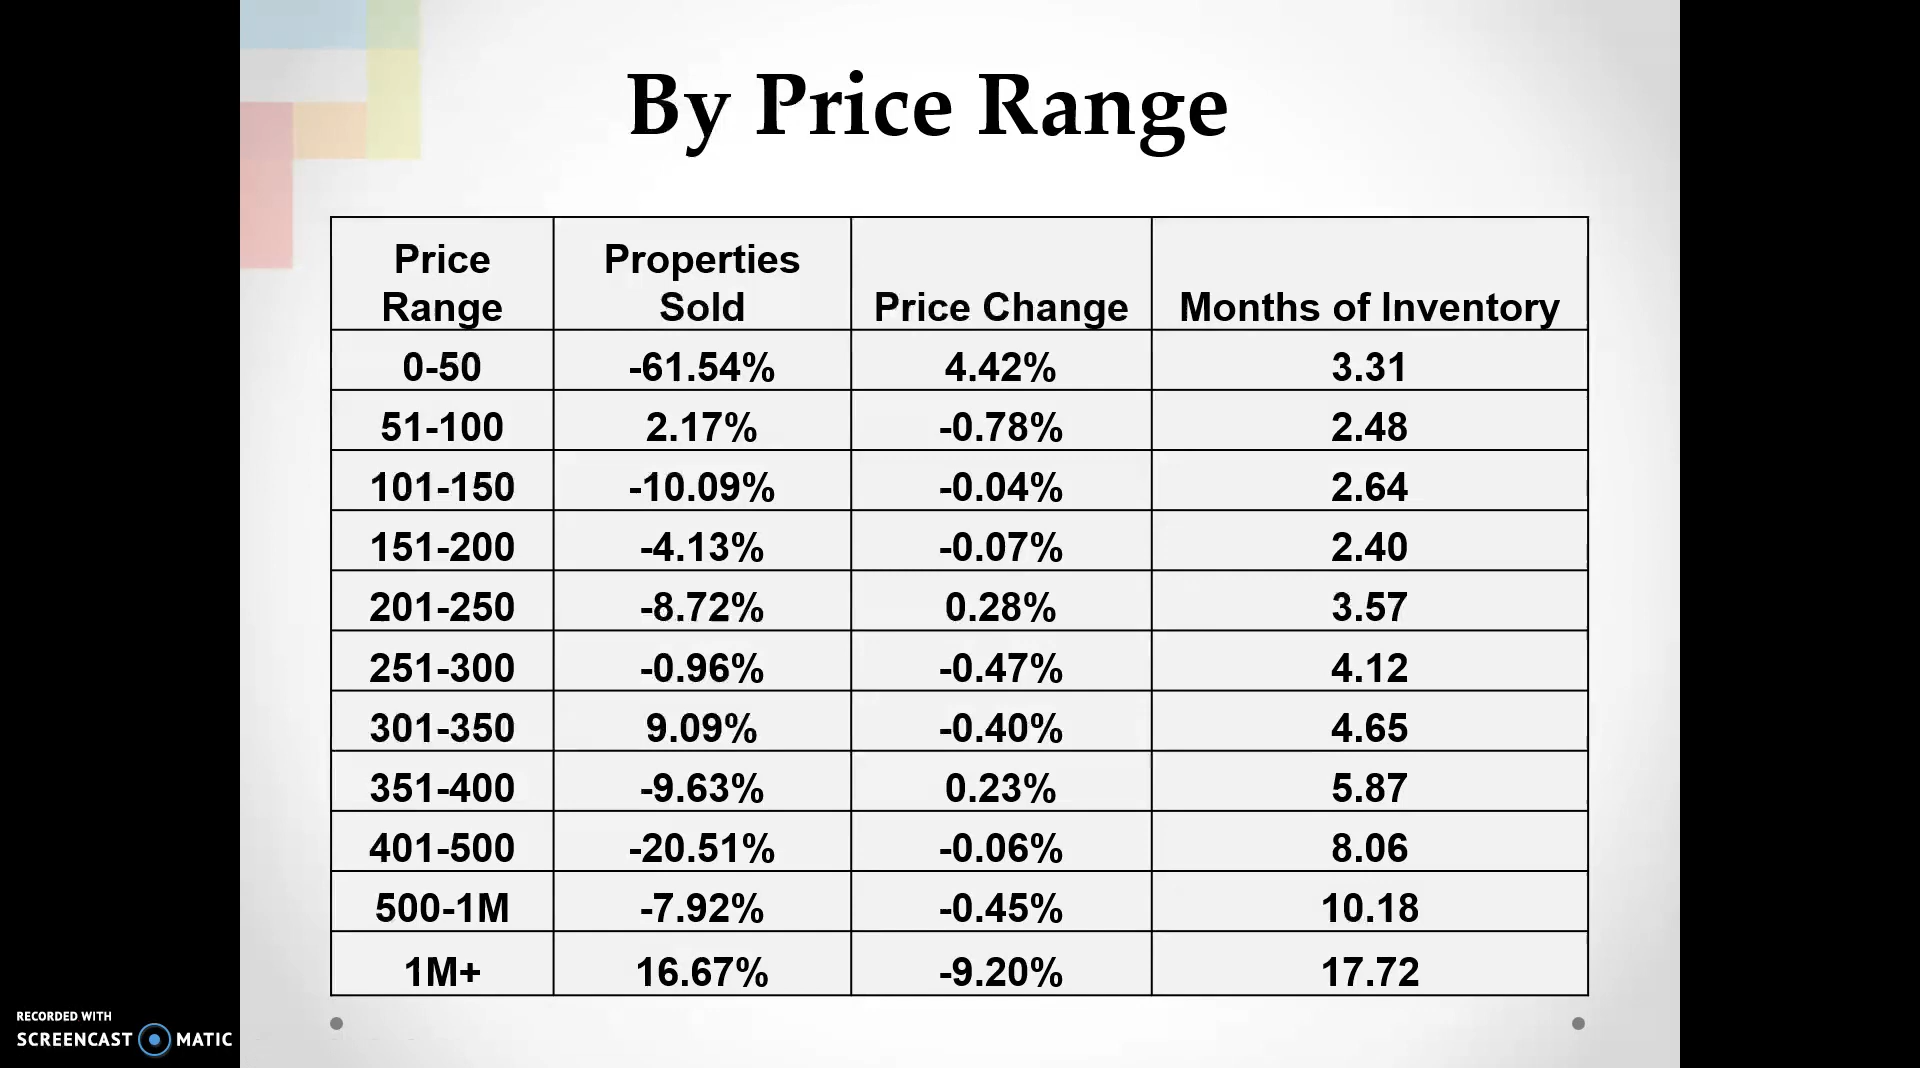 By Price Range
Price Range Properties Sold Price Change Months of Inventory
0-50 -61.54% 4.42% 3.31
51-100 2.17% -0.78% 2.48
101-150 -10.09% -0.04% 2.64
151-200 -4.13% -0.07% 2.40
201-250 -8.72% 0.28% 3.57
251-300 -0.96% -0.47% 4.12
301-350 9.09% -0.40% 4.65
351-400 -9.63% 0.23% 5.87
401-500 -20.51% -0.06% 8.06
500-1M -7.92% -0.45% 10.18
1M+ 16.67% -9.20% 17.72
RECORDED WITH
SCREENCAST MATIC